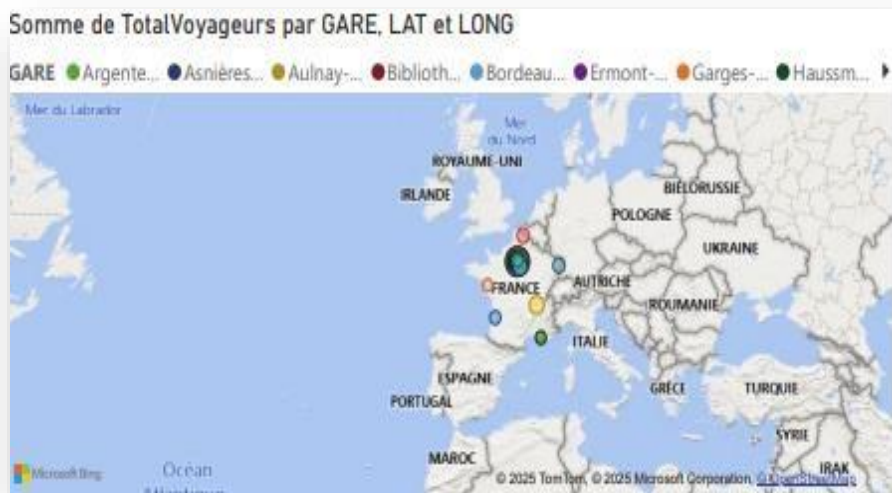 Somme de TotalVoyageurs par GARE, LAT et LONG
GARE Argente... Asnières... Aulnay-... Biblioth... Bordeau... Ermont-... Garges-... Haussm...
Mer du Labrador
Mer
du Nord
ROYAUME-UNI
IRLANDE
BIÉLORUSSIE
POLOGNE
UKRAINE
FRANCE
AUTRICHE
ROUMANIE
ITALIE
ESPAGNE
PORTUGAL
GRÈCE
TURQUIE
SYRIE
MAROC
IRAK
Microsoft Bing
Océan
Atlantique
© 2025 TomTom, © 2025 Microsoft Corporation, © OpenStreetMap